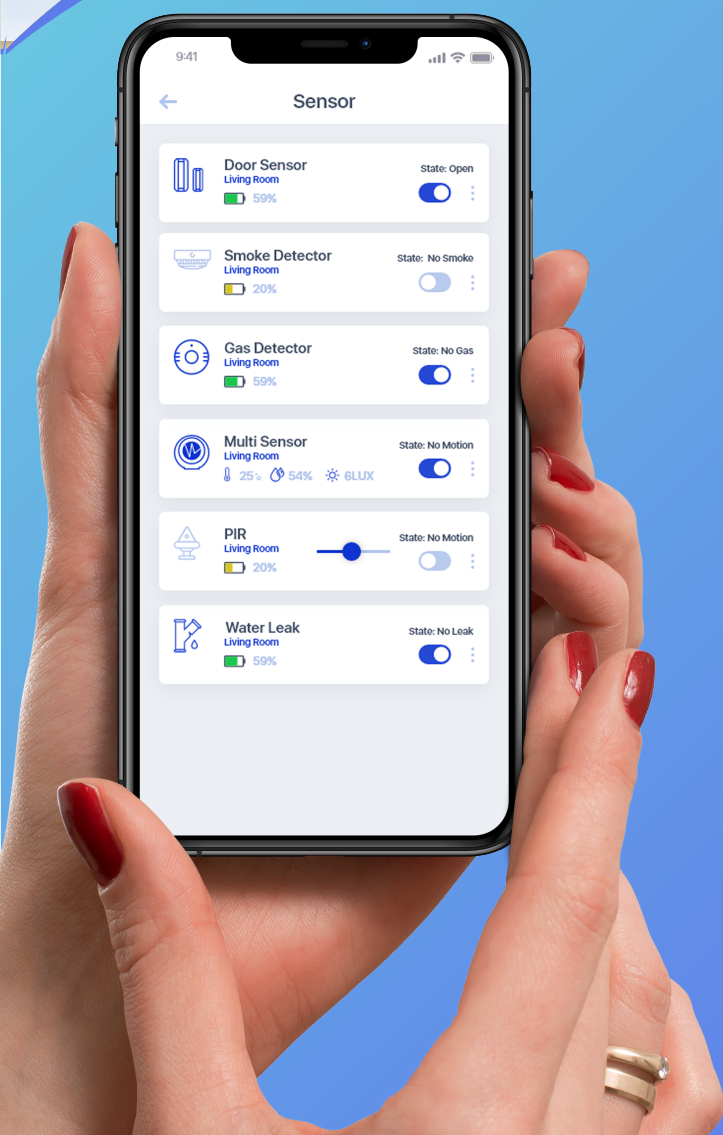 9:41
Sensor
Door Sensor
Living Room
59%
State: Open
Smoke Detector
Living Room
20%
State: No Smoke
Gas Detector
Living Room
59%
State: No Gas
Multi Sensor
Living Room
25°c 54% 6LUX
State: No Motion
PIR
Living Room
20%
State: No Motion
Water Leak
Living Room
59%
State: No Leak